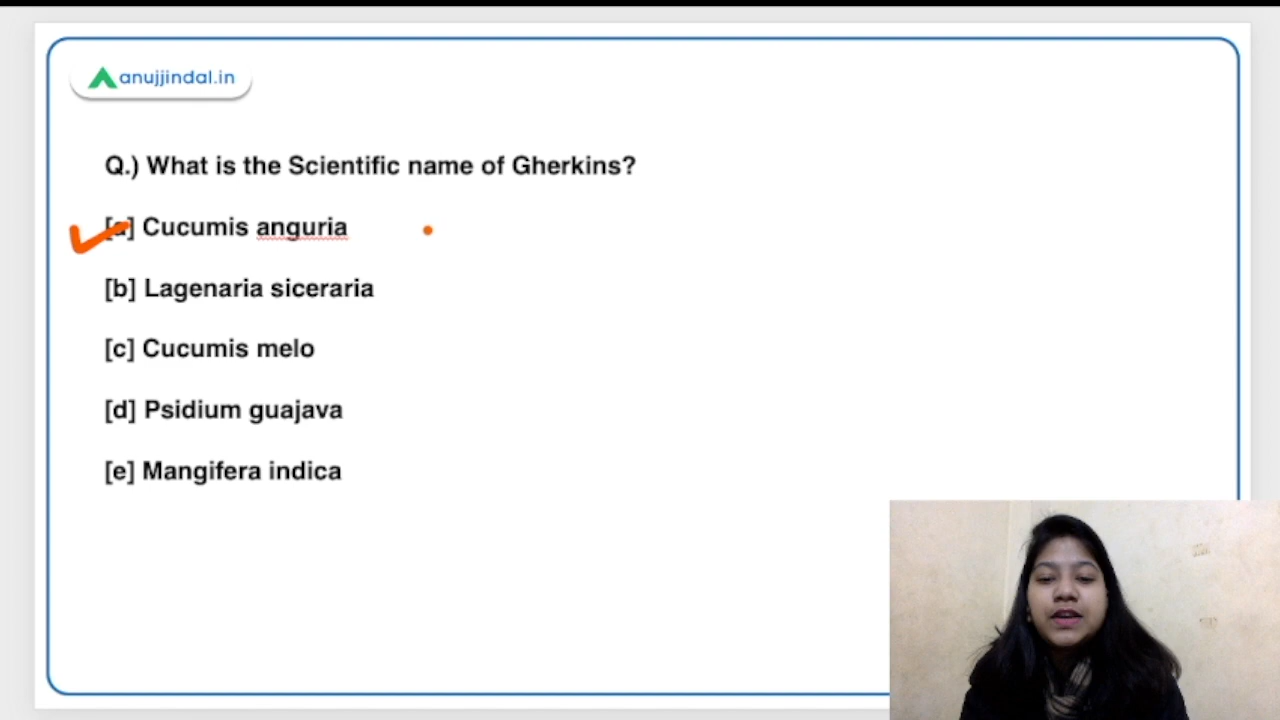 anujjindal.in
Q.) What is the Scientific name of Gherkins?
[a] Cucumis anguria
[b] Lagenaria siceraria
[c] Cucumis melo
[d] Psidium guajava
[e] Mangifera indica